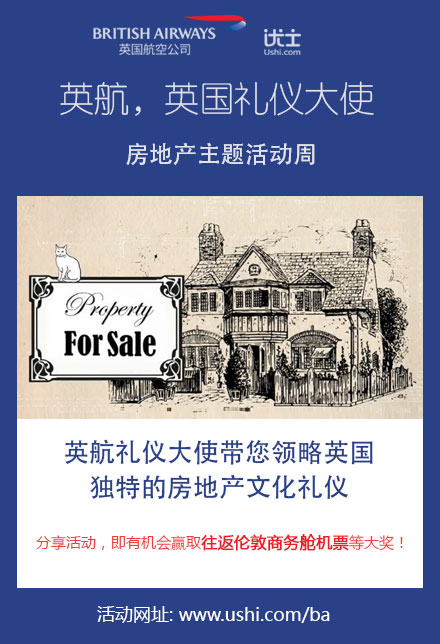 BRITISH AIRWAYS
英国航空公司
优士
Ushi.com
英航，英国礼仪大使
房地产主题活动周
Property
For Sale
英航礼仪大使带您领略英国
独特的房地产文化礼仪
分享活动，即有机会赢取往返伦敦商务舱机票等大奖！
活动网址: www.ushi.com/ba